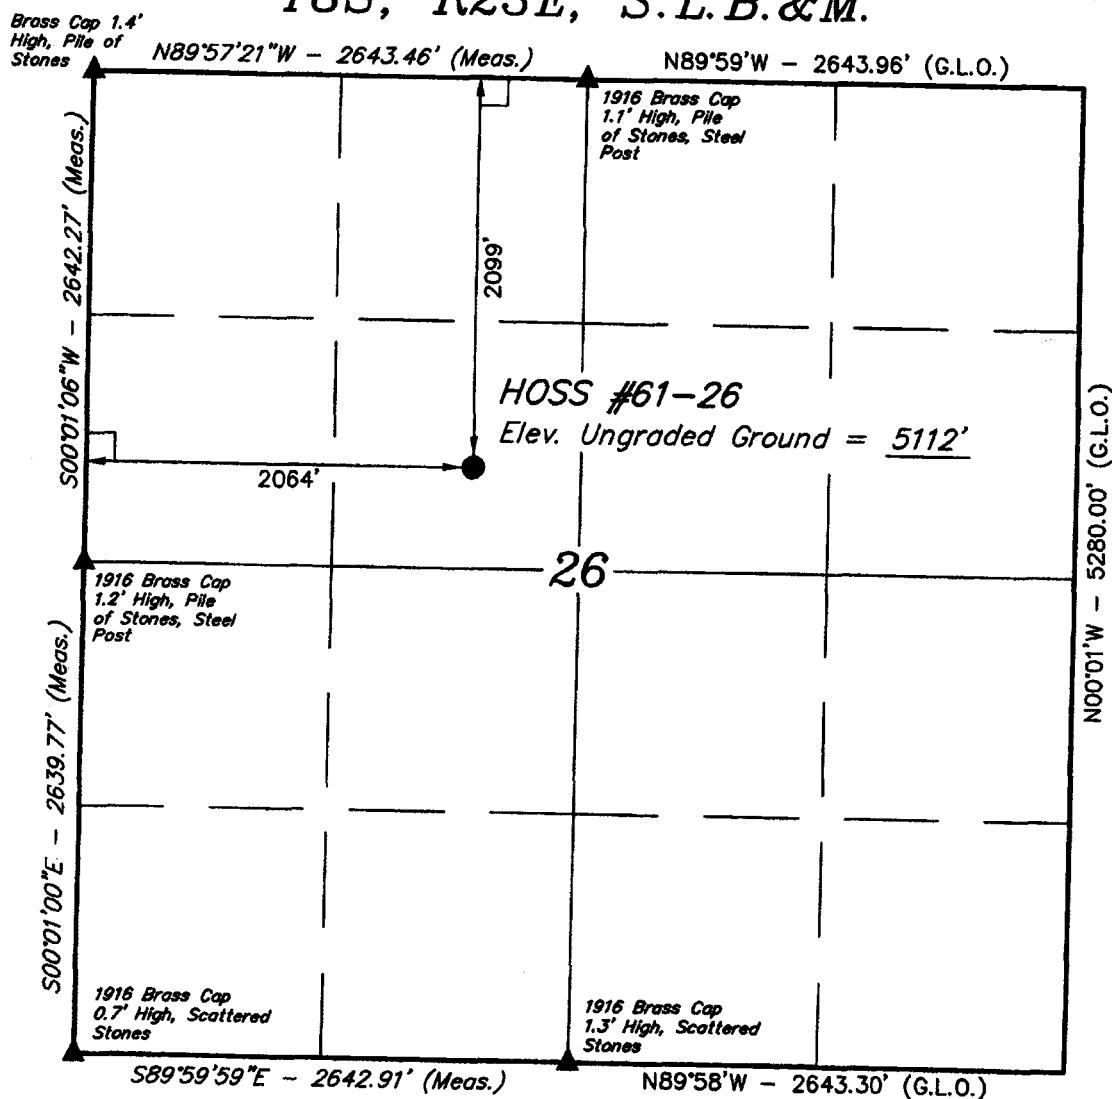 T8S, R23E, S.L.B.&M.
Brass Cap 1.4'
High, Pile of
Stones
N89°57'21"W - 2643.46' (Meas.)
N89°59'W - 2643.96' (G.L.O.)
1916 Brass Cap
1.1' High, Pile
of Stones, Steel
Post
S00°01'06"W - 2642.27' (Meas.)
2099'
HOSS #61-26
Elev. Ungraded Ground = 5112'
2064'
N00°01'W - 5280.00' (G.L.O.)
26
1916 Brass Cap
1.2' High, Pile
of Stones, Steel
Post
S00°01'00"E - 2639.77' (Meas.)
1916 Brass Cap
0.7' High, Scattered
Stones
1916 Brass Cap
1.3' High, Scattered
Stones
S89°59'59"E - 2642.91' (Meas.)
N89°58'W - 2643.30' (G.L.O.)